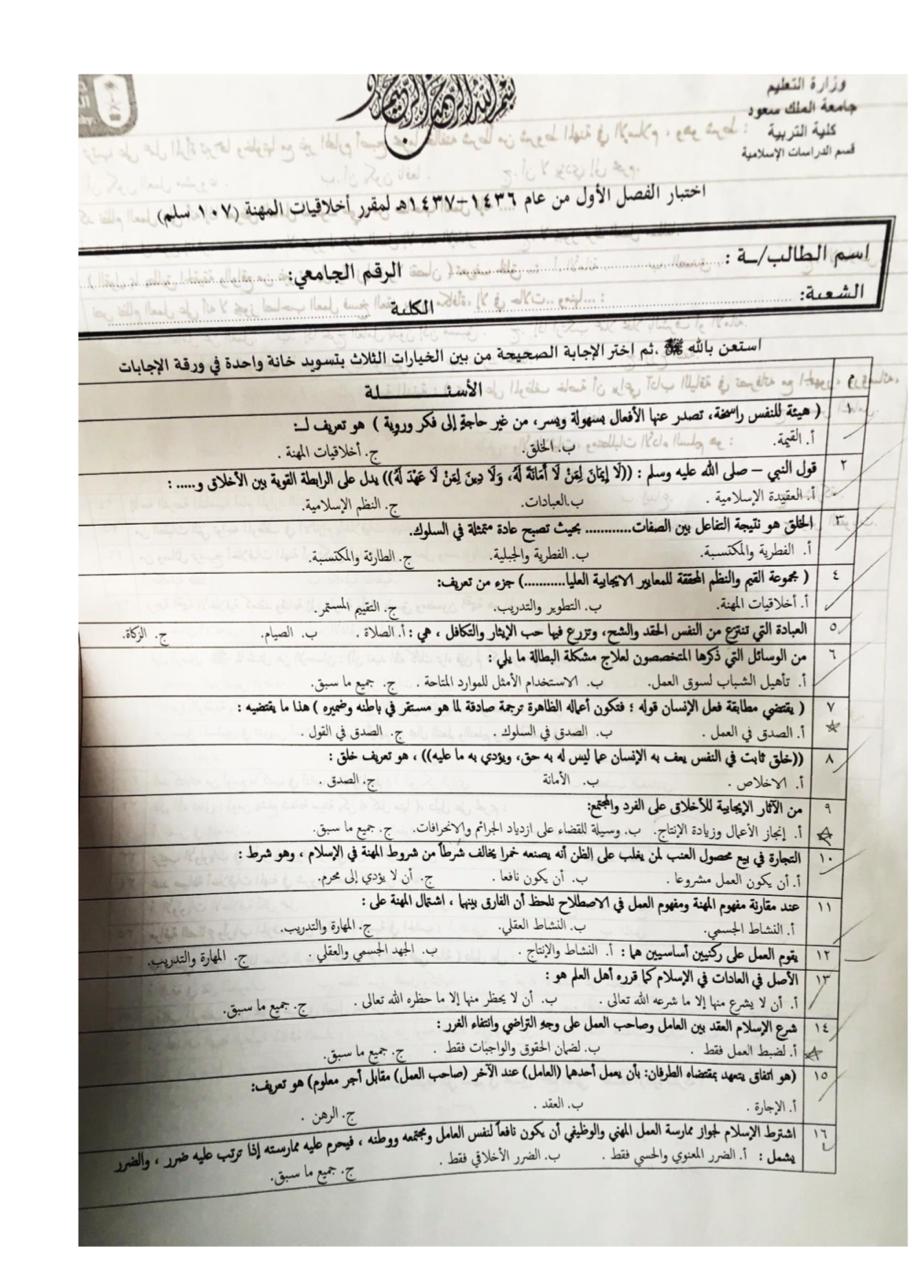 وزارة التعليم
جامعة الملك سعود
كلية التربية
قسم الدراسات الإسلامية
بسم الله الرحمن الرحيم
اختبار الفصل الأول من عام ١٤٣٦-١٤٣٧هـ لمقرر أخلاقيات المهنة (١٠٧ سلم)
اسم الطالب/ـة : الرقم الجامعي:
الشعبة: الكلية
استعن بالله ﷻ ،ثم إختر الإجابة الصحيحة من بين الخيارات الثلاث بتسويد خانة واحدة في ورقة الإجابات
م الأسئــــــلة
١ ( هيئة للنفس راسخة، تصدر عنها الأفعال بسهولة ويسر، من غير حاجة إلى فكر وروية ) هو تعريف لـ:
أ. القيمة. ب. الخلق. ج. أخلاقيات المهنة .
٢ قول النبي – صلى الله عليه وسلم : ((لَا إِيمَانَ لِمَنْ لَا أَمَانَةَ لَهُ، وَلَا دِينَ لِمَنْ لَا عَهْدَ لَهُ)) يدل على الرابطة القوية بين الأخلاق و..... :
أ. العقيدة الإسلامية . ب.العبادات. ج. النظم الإسلامية.
٣ الخلق هو نتيجة التفاعل بين الصفات............ بحيث تصبح عادة متمثلة في السلوك.
أ. الفطرية والمكتسبة. ب. الفطرية والجبلية. ج. الطارئة والمكتسبة.
٤ ( مجموعة القيم والنظم المحققة للمعايير الايجابية العليا...........) جزء من تعريف:
أ. أخلاقيات المهنة. ب. التطوير والتدريب. ج. التقييم المستمر.
٥ العبادة التي تنتزع من النفس الحقد والشح، وتزرع فيها حب الإيثار والتكافل ، هي : أ. الصلاة . ب. الصيام. ج. الزكاة.
٦ من الوسائل التي ذكرها المتخصصون لعلاج مشكلة البطالة ما يلي :
أ. تأهيل الشباب لسوق العمل. ب. الاستخدام الأمثل للموارد المتاحة . ج. جميع ما سبق.
٧ ( يقتضي مطابقة فعل الإنسان قوله ؛ فتكون أعماله الظاهرة ترجمة صادقة لما هو مستقر في باطنه وضميره ) هذا ما يقتضيه :
أ. الصدق في العمل . ب. الصدق في السلوك . ج. الصدق في القول .
٨ ((خلق ثابت في النفس يعف به الإنسان عما ليس له به حق، ويؤدي به ما عليه)) ، هو تعريف خلق :
أ. الاخلاص . ب. الأمانة ج. الصدق .
٩ من الآثار الإيجابية للأخلاق على الفرد والمجتمع:
أ. إنجاز الأعمال وزيادة الإنتاج. ب. وسيلة للقضاء على ازدياد الجرائم والانحرافات. ج. جميع ما سبق.
١٠ التجارة في بيع محصول العنب لمن يغلب على الظن أنه يصنعه خمرا يخالف شرطاً من شروط المهنة في الإسلام ، وهو شرط :
أ. أن يكون العمل مشروعا . ب. أن يكون نافعا . ج. أن لا يؤدي إلى محرم.
١١ عند مقارنة مفهوم المهنة ومفهوم العمل في الاصطلاح نلحظ أن الفارق بينها ، اشتمال المهنة على :
أ. النشاط الجسمي. ب. النشاط العقلي. ج. المهارة والتدريب.
١٢ يقوم العمل على ركنيين أساسيين هما : أ. النشاط والإنتاج . ب. الجهد الجسمي والعقلي . ج. المهارة والتدريب.
١٣ الأصل في العادات في الإسلام كما قرره أهل العلم هو :
أ. أن لا يشرع منها إلا ما شرعه الله تعالى . ب. أن لا يحظر منها إلا ما حظره الله تعالى . ج. جميع ما سبق.
١٤ شرع الإسلام العقد بين العامل وصاحب العمل على وجه التراضي وانتفاء الغرر :
أ. لضبط العمل فقط . ب. لضمان الحقوق والواجبات فقط . ج. جميع ما سبق.
١٥ (هو اتفاق يتعهد بمقتضاه الطرفان: بأن يعمل أحدهما (العامل) عند الآخر (صاحب العمل) مقابل أجر معلوم) هو تعريف:
أ. الإجارة . ب. العقد . ج. الرهن .
١٦ اشترط الإسلام لجواز ممارسة العمل المهني والوظيفي أن يكون نافعاً لنفس العامل ومجتمعه ووطنه ، فيحرم عليه ممارسته إذا ترتب عليه ضرر ، والضرر
يشمل : أ. الضرر المعنوي والحسي فقط . ب. الضرر الأخلاقي فقط . ج. جميع ما سبق.